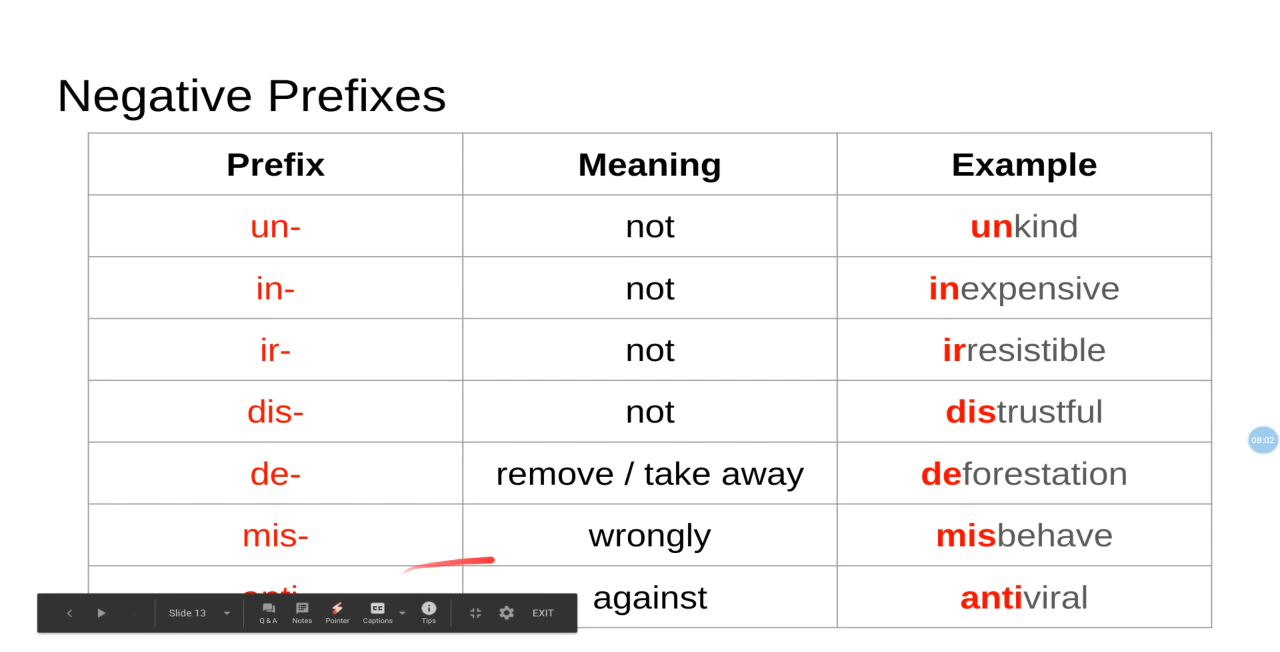 Negative Prefixes
Prefix Meaning Example
un- not unkind
in- not inexpensive
ir- not irresistible
dis- not distrustful
de- remove / take away deforestation
08:02
mis- wrongly misbehave
anti- against antiviral
Slide 13 Q & A Notes Pointer Captions Tips EXIT